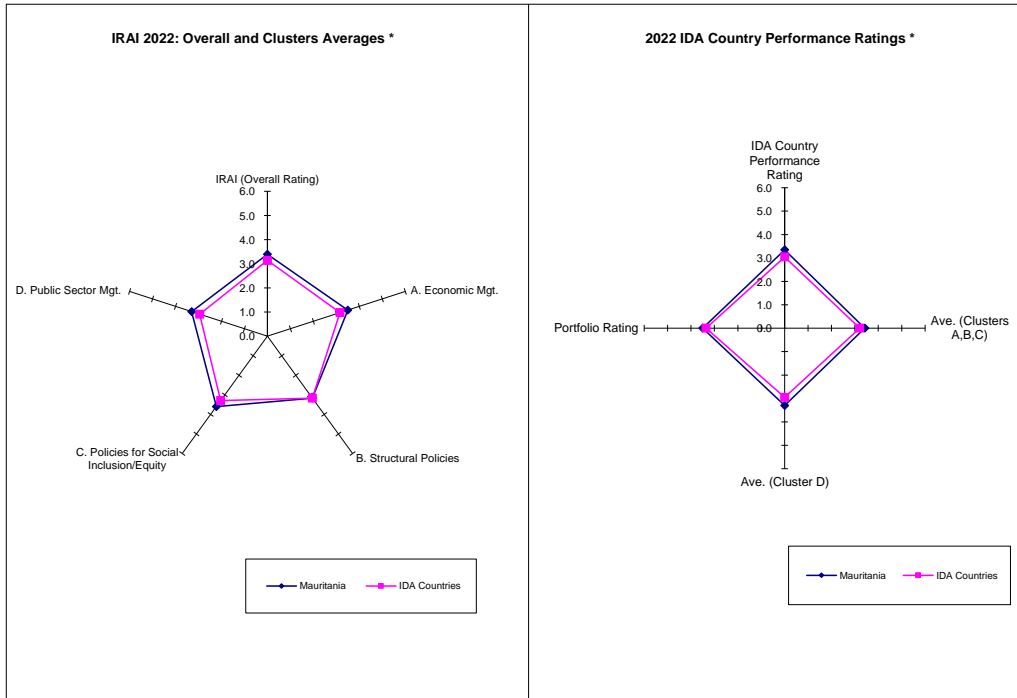 IRAI 2022: Overall and Clusters Averages *
IRAI (Overall Rating)
6.0
5.0
4.0
3.0
2.0
1.0
0.0
D. Public Sector Mgt.
A. Economic Mgt.
C. Policies for Social
Inclusion/Equity
B. Structural Policies
Mauritania
IDA Countries
2022 IDA Country Performance Ratings *
IDA Country
Performance
Rating
6.0
5.0
4.0
3.0
2.0
1.0
0.0
Portfolio Rating
Ave. (Clusters
A,B,C)
Ave. (Cluster D)
Mauritania
IDA Countries